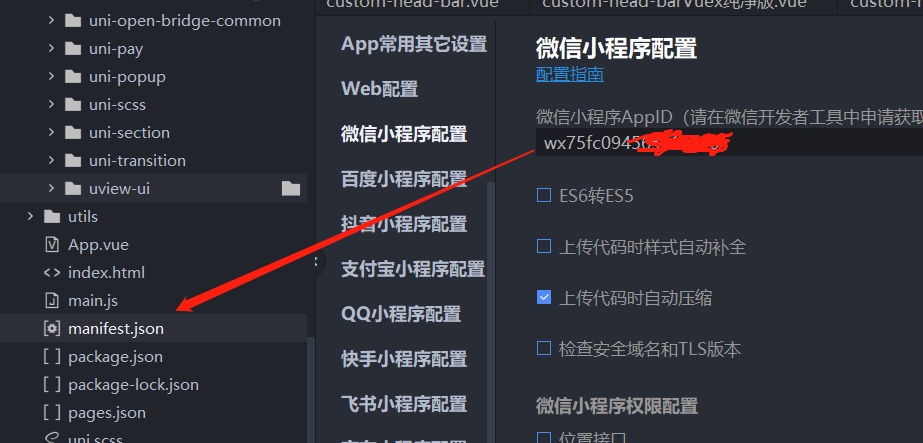 custom-head-bar.vue
custom-head-barVuex纯净版.vue
uni-open-bridge-common
uni-pay
uni-popup
uni-scss
uni-section
uni-transition
uview-ui
utils
App.vue
index.html
main.js
manifest.json
package.json
package-lock.json
pages.json
uni.scss
App常用其它设置
Web配置
微信小程序配置
百度小程序配置
抖音小程序配置
支付宝小程序配置
QQ小程序配置
快手小程序配置
飞书小程序配置
微信小程序配置
配置指南
微信小程序AppID（请在微信开发者工具中申请获取
wx75fc09456
ES6转ES5
上传代码时样式自动补全
上传代码时自动压缩
检查安全域名和TLS版本
微信小程序权限配置
位置接口